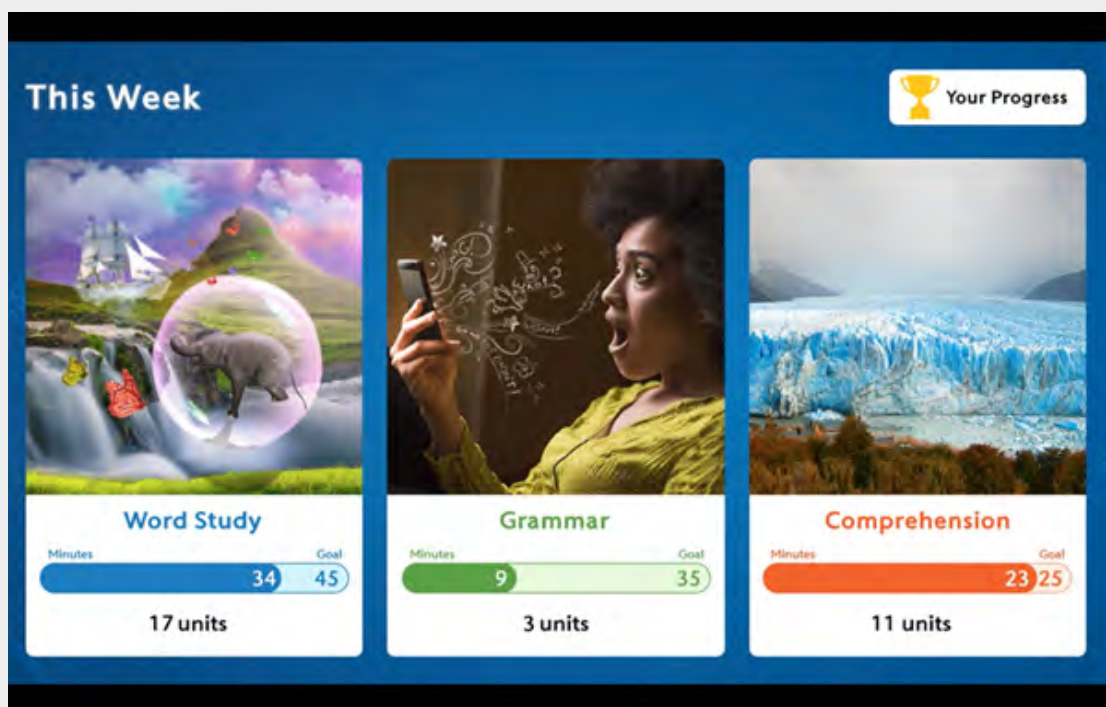 This Week
Your Progress
Word Study
Minutes Goal
34 45
17 units
Grammar
Minutes Goal
9 35
3 units
Comprehension
Minutes Goal
23 25
11 units